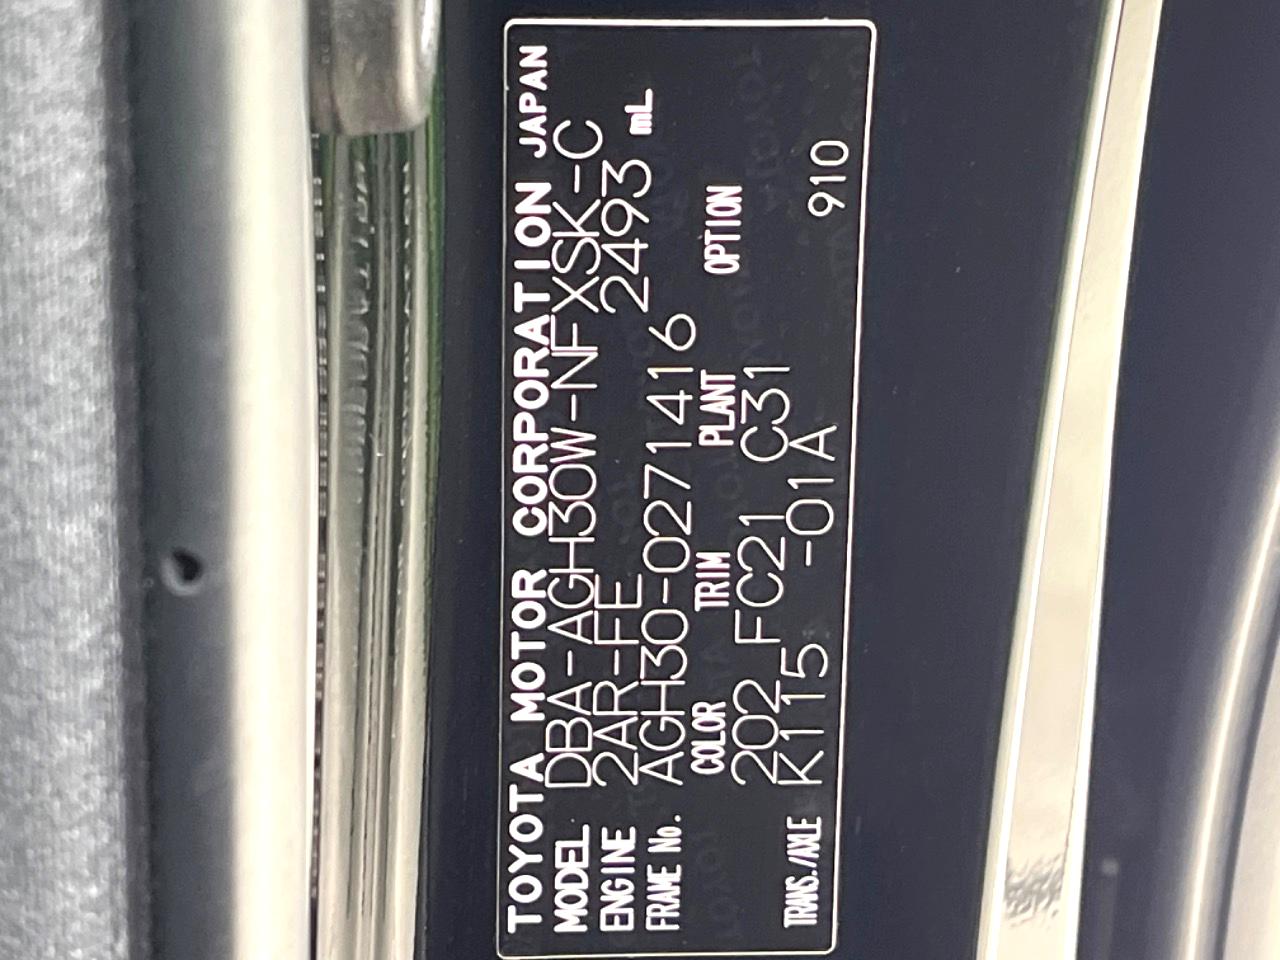 TOYOTA MOTOR CORPORATION JAPAN
MODEL DBA-AGH30W-NFXSK-C
ENGINE 2AR-FE 2493 mL
FRAME No. AGH30-0271416
COLOR TRIM PLANT OPTION
202 FC21 C31
TRANS./AXLE K115 -01A 910